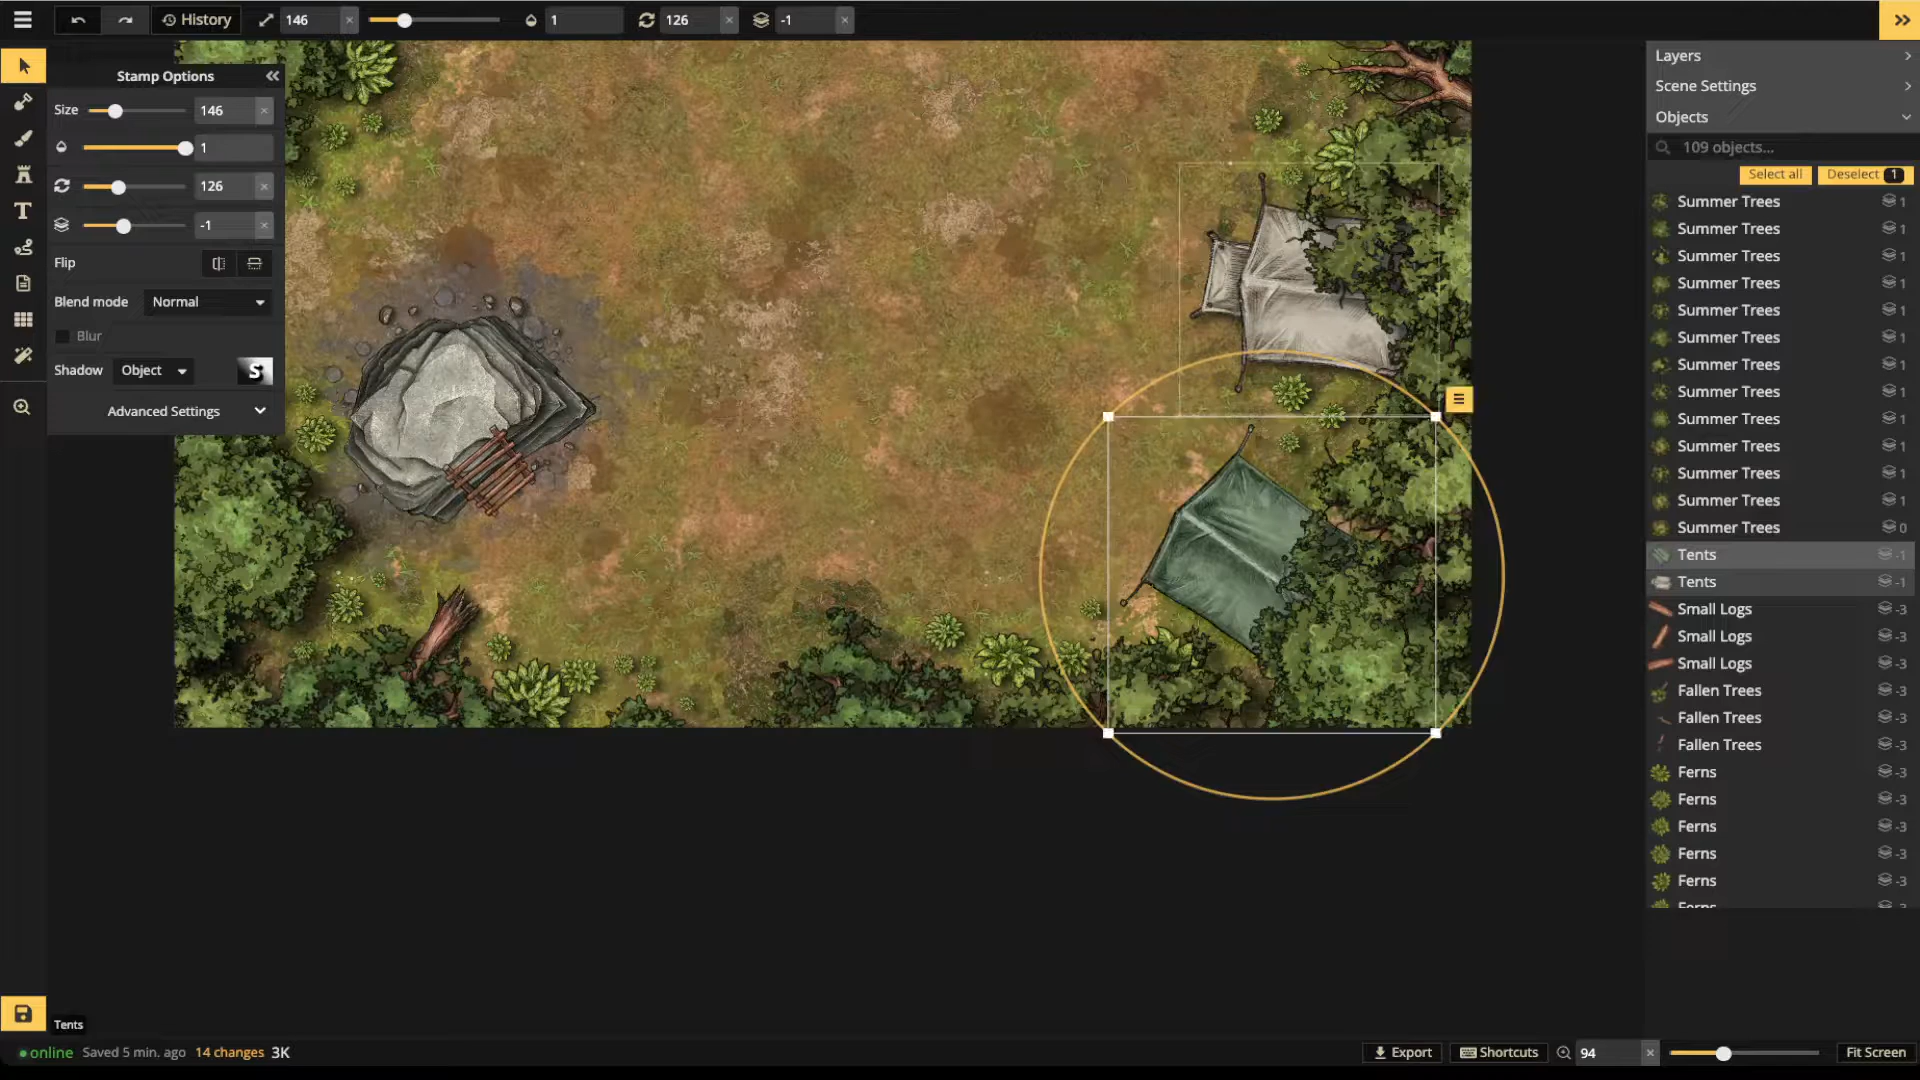 History
146
1
126
-1
Stamp Options
Size
146
1
126
-1
Flip
Blend mode
Normal
Blur
Shadow
Object
S
Advanced Settings
Layers
Scene Settings
Objects
109 objects...
Select all
Deselect 1
Summer Trees 1
Summer Trees 1
Summer Trees 1
Summer Trees 1
Summer Trees 1
Summer Trees 1
Summer Trees 1
Summer Trees 1
Summer Trees 1
Summer Trees 1
Summer Trees 1
Summer Trees 1
Summer Trees 0
Tents -1
Tents -1
Small Logs -3
Small Logs -3
Small Logs -3
Fallen Trees -3
Fallen Trees -3
Fallen Trees -3
Ferns -3
Ferns -3
Ferns -3
Ferns -3
Ferns -3
Ferns -3
Tents
online Saved 5 min. ago 14 changes 3K
Export
Shortcuts
94
Fit Screen